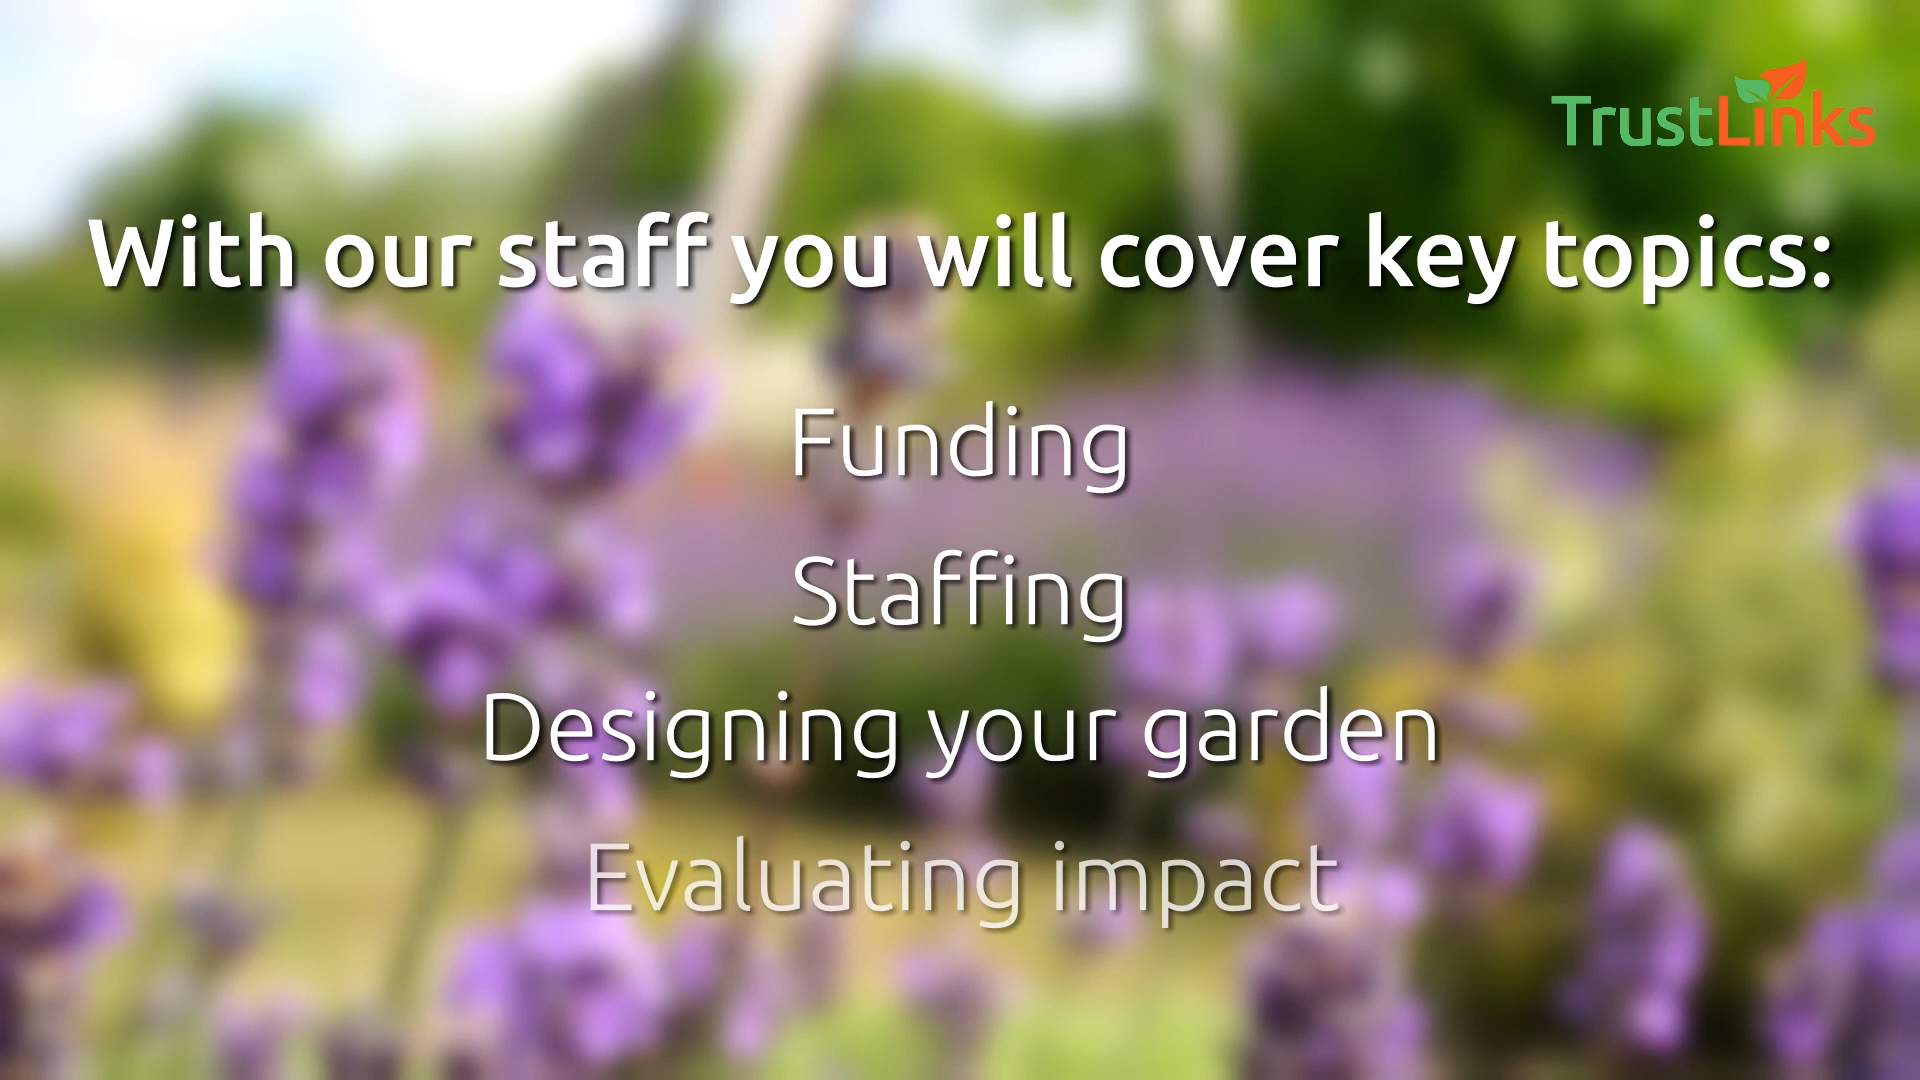 TrustLinks
With our staff you will cover key topics:
Funding
Staffing
Designing your garden
Evaluating impact